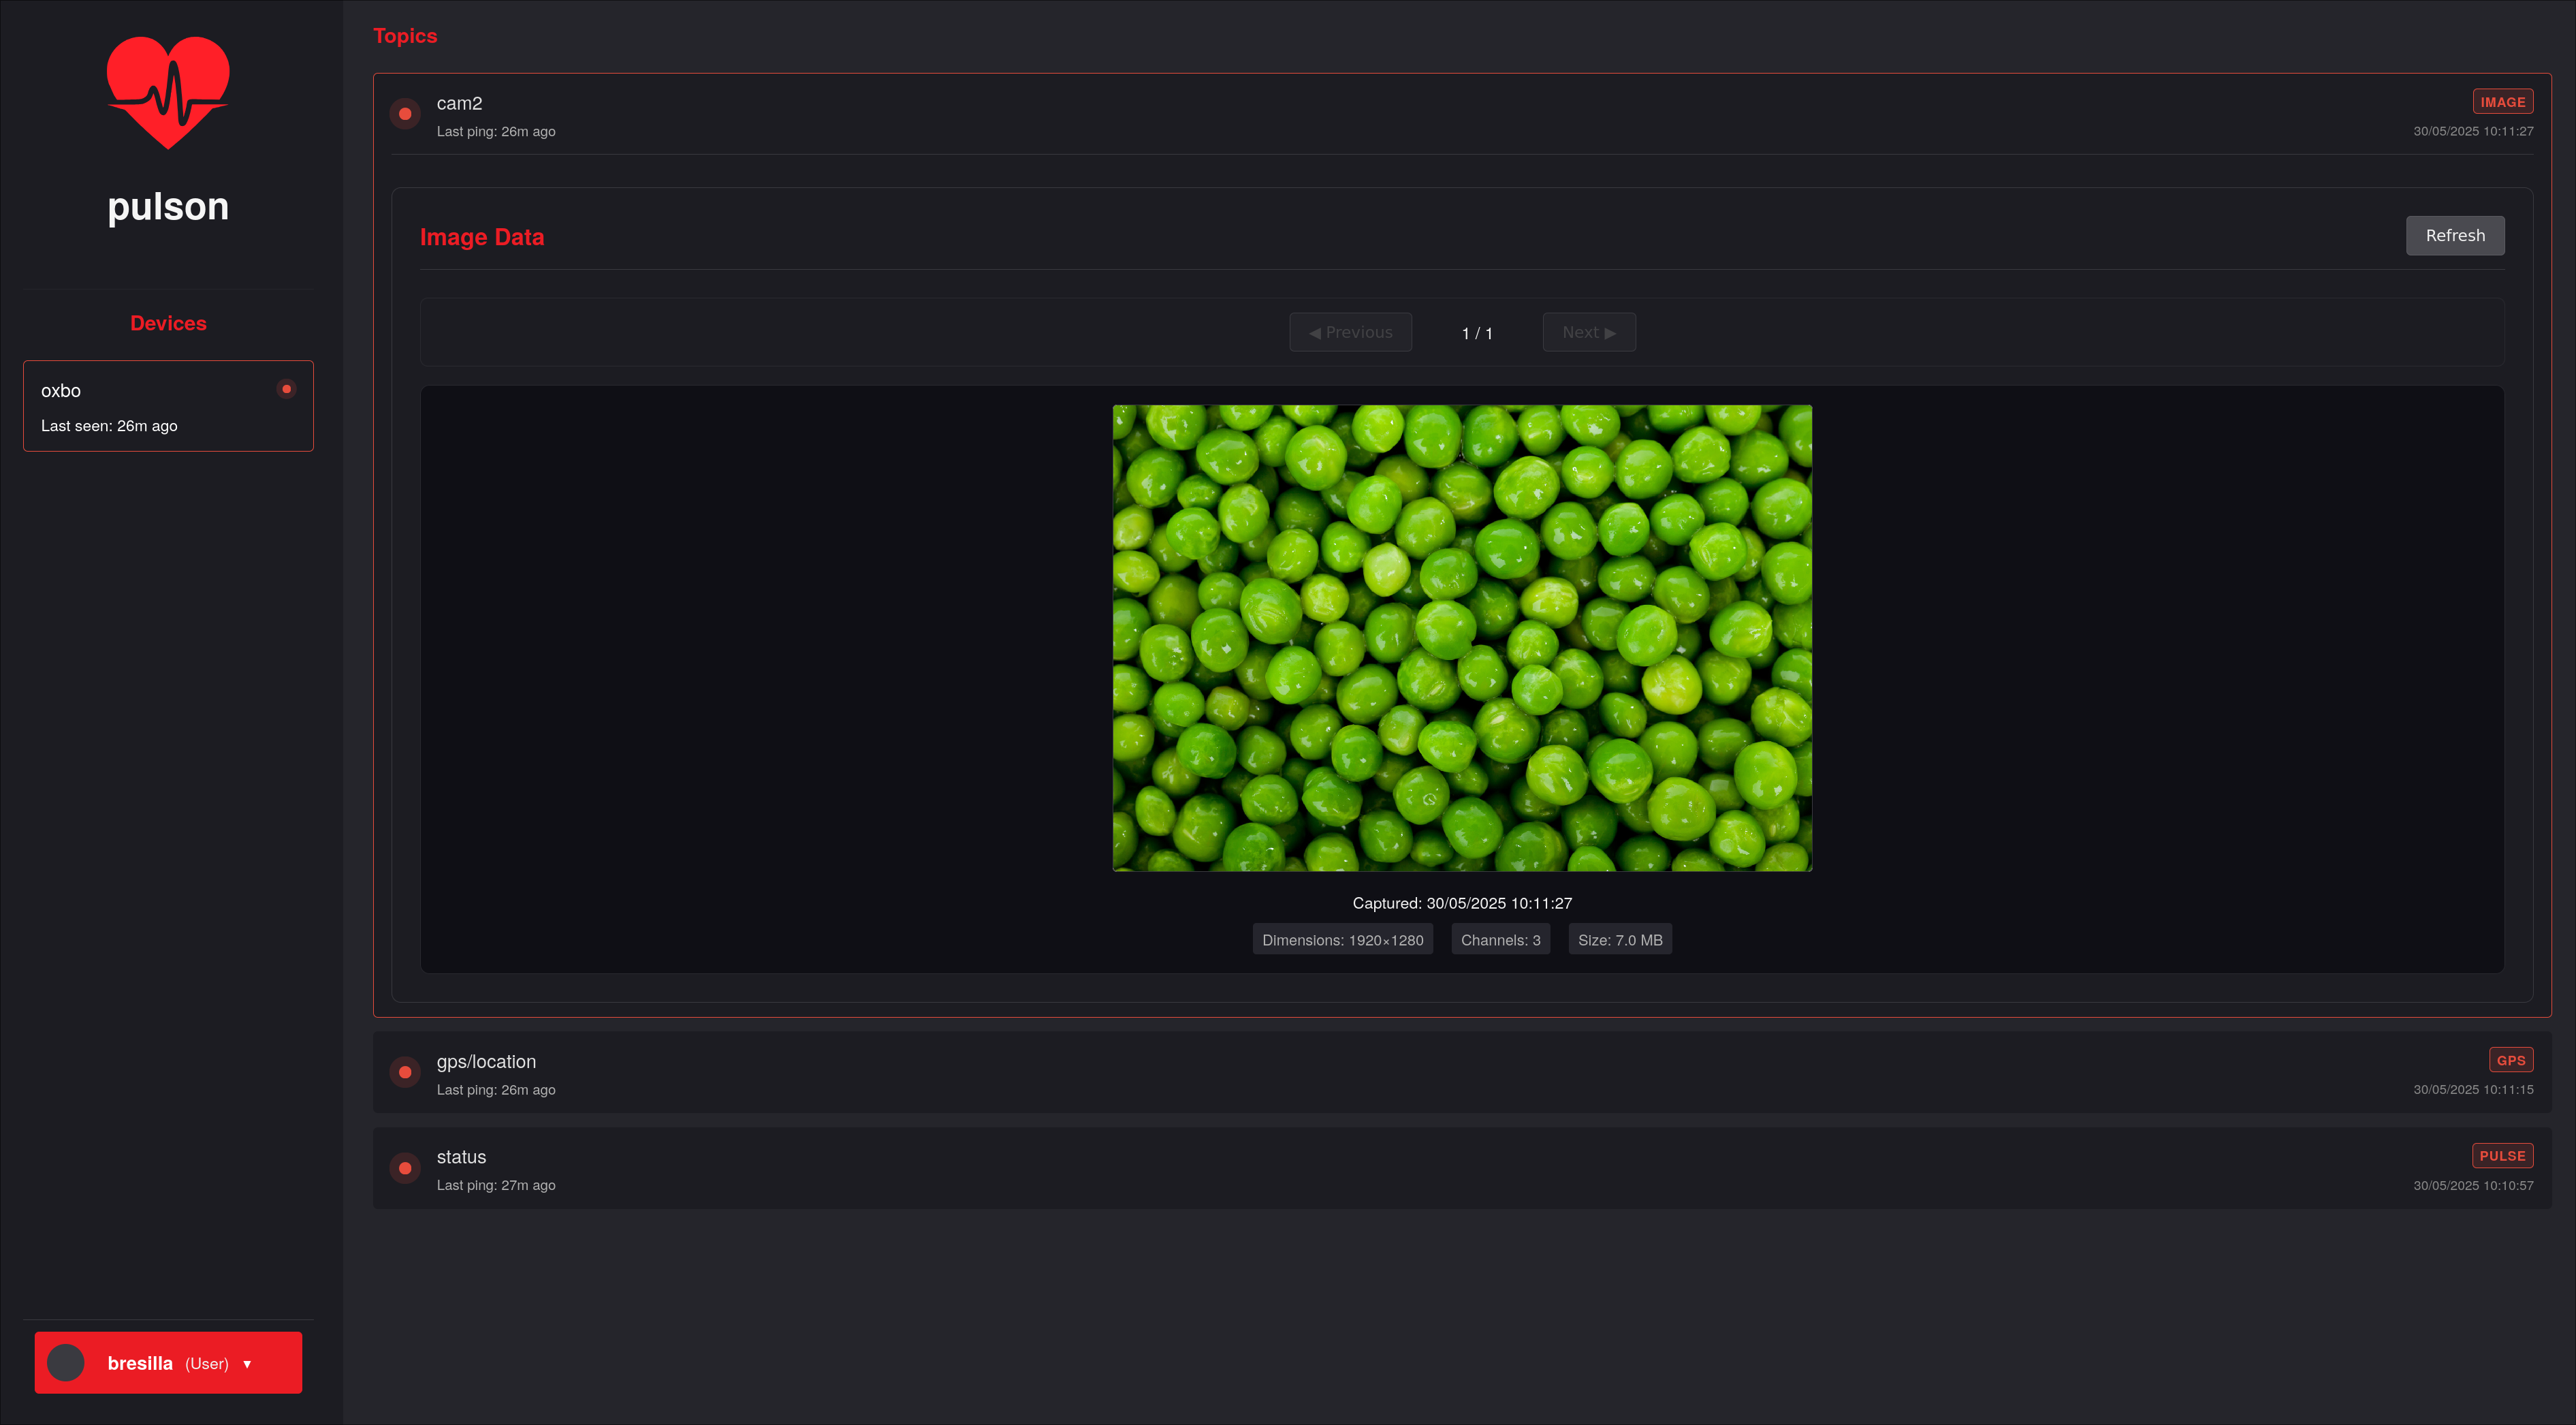 pulson
Devices
oxbo
Last seen: 26m ago
bresilla (User) ▼
Topics
cam2
Last ping: 26m ago
IMAGE
30/05/2025 10:11:27
Image Data
Refresh
◀ Previous
1 / 1
Next ▶
Captured: 30/05/2025 10:11:27
Dimensions: 1920×1280 Channels: 3 Size: 7.0 MB
gps/location
Last ping: 26m ago
GPS
30/05/2025 10:11:15
status
Last ping: 27m ago
PULSE
30/05/2025 10:10:57